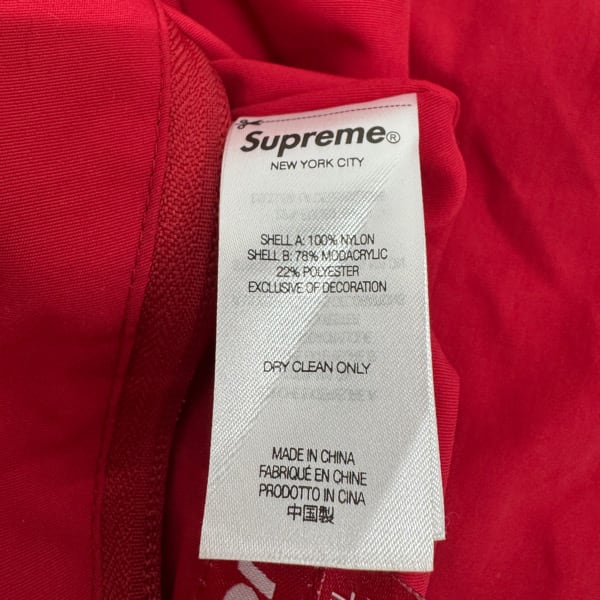 Supreme®
NEW YORK CITY
SHELL A: 100% NYLON
SHELL B: 78% MODACRYLIC
22% POLYESTER
EXCLUSIVE OF DECORATION
DRY CLEAN ONLY
MADE IN CHINA
FABRIQUÉ EN CHINE
PRODOTTO IN CINA
中国製